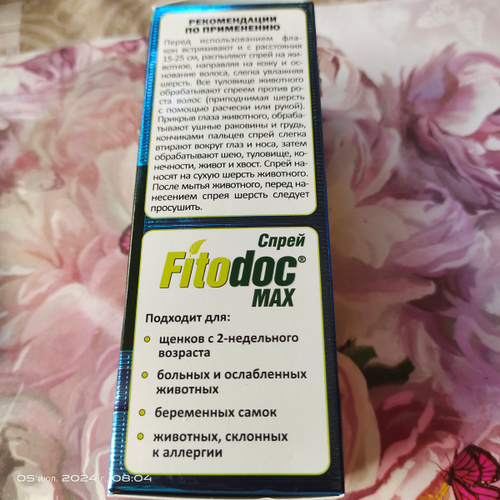 РЕКОМЕНДАЦИИ
ПО ПРИМЕНЕНИЮ
Перед использованием фла-
кон встряхивают и с расстояния
15-25 см, распыляют спрей на жи-
вотное, направляя на кожу и ос-
нование волоса, слегка увлажняя
шерсть. Все туловище животного
обрабатывают спреем против ро-
ста волос (приподнимая шерсть
с помощью расчески или рукой).
Прикрыв глаза животного, обраба-
тывают ушные раковины и грудь,
кончиками пальцев спрей слегка
втирают вокруг глаз и носа, затем
обрабатывают шею, туловище, ко-
нечности, живот и хвост. Спрей на-
носят на сухую шерсть животного.
После мытья животного, перед на-
несением спрея шерсть следует
просушить.
Спрей
Fitodoc®
MAX
Подходит для:
щенков с 2-недельного
возраста
больных и ослабленных
животных
беременных самок
животных, склонных
к аллергии
05 июл. 2024 г., 08:04